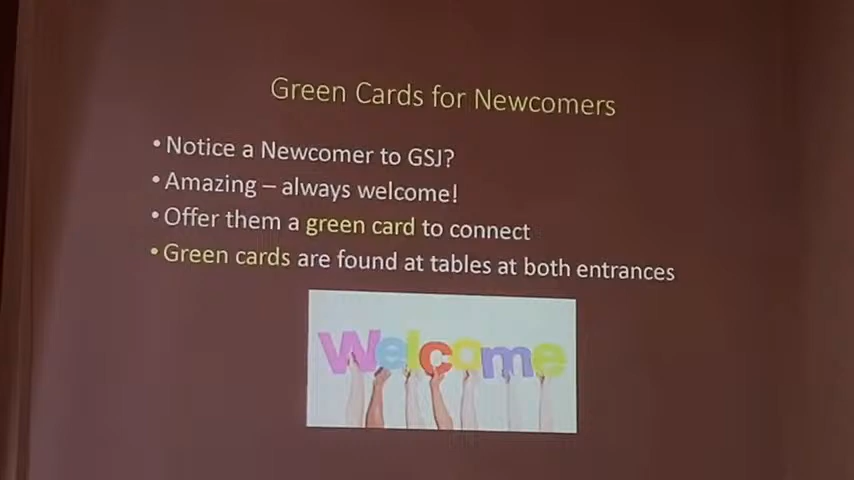 Green Cards for Newcomers
• Notice a Newcomer to GSJ?
• Amazing – always welcome!
• Offer them a green card to connect
• Green cards are found at tables at both entrances
Welcome